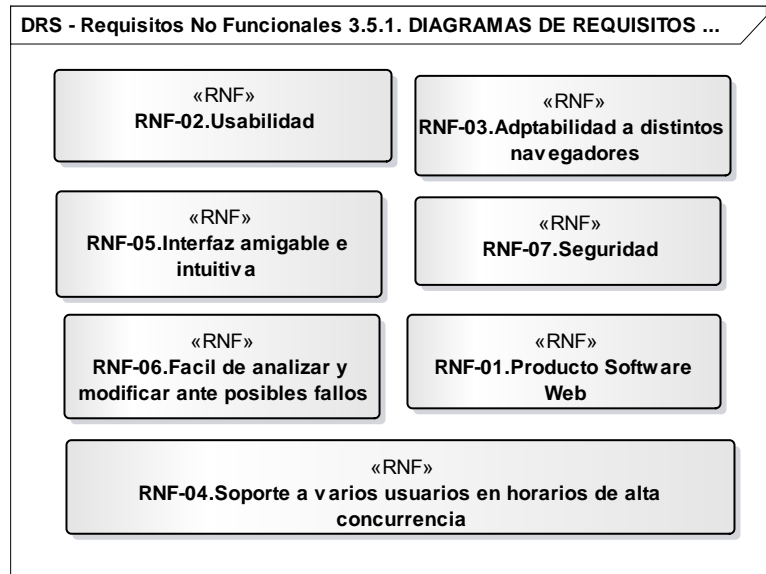 DRS - Requisitos No Funcionales 3.5.1. DIAGRAMAS DE REQUISITOS ...
«RNF»
RNF-02.Usabilidad
«RNF»
RNF-03.Adptabilidad a distintos
navegadores
«RNF»
RNF-05.Interfaz amigable e
intuitiva
«RNF»
RNF-07.Seguridad
«RNF»
RNF-06.Facil de analizar y
modificar ante posibles fallos
«RNF»
RNF-01.Producto Software
Web
«RNF»
RNF-04.Soporte a varios usuarios en horarios de alta
concurrencia